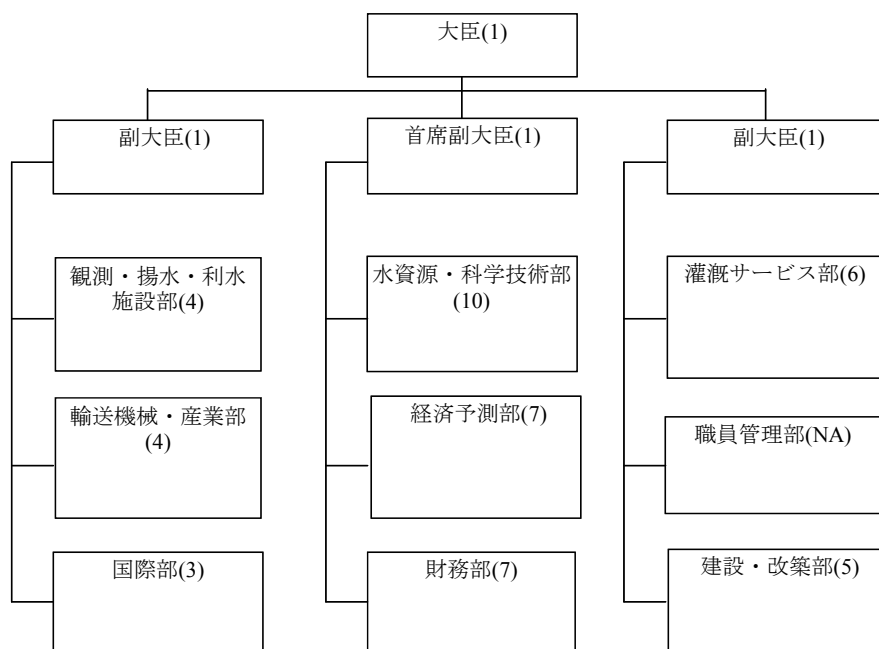 大臣(1)
副大臣(1)
首席副大臣(1)
副大臣(1)
観測・揚水・利水
施設部(4)
水資源・科学技術部
(10)
灌漑サービス部(6)
輸送機械・産業部
(4)
経済予測部(7)
職員管理部(NA)
国際部(3)
財務部(7)
建設・改築部(5)